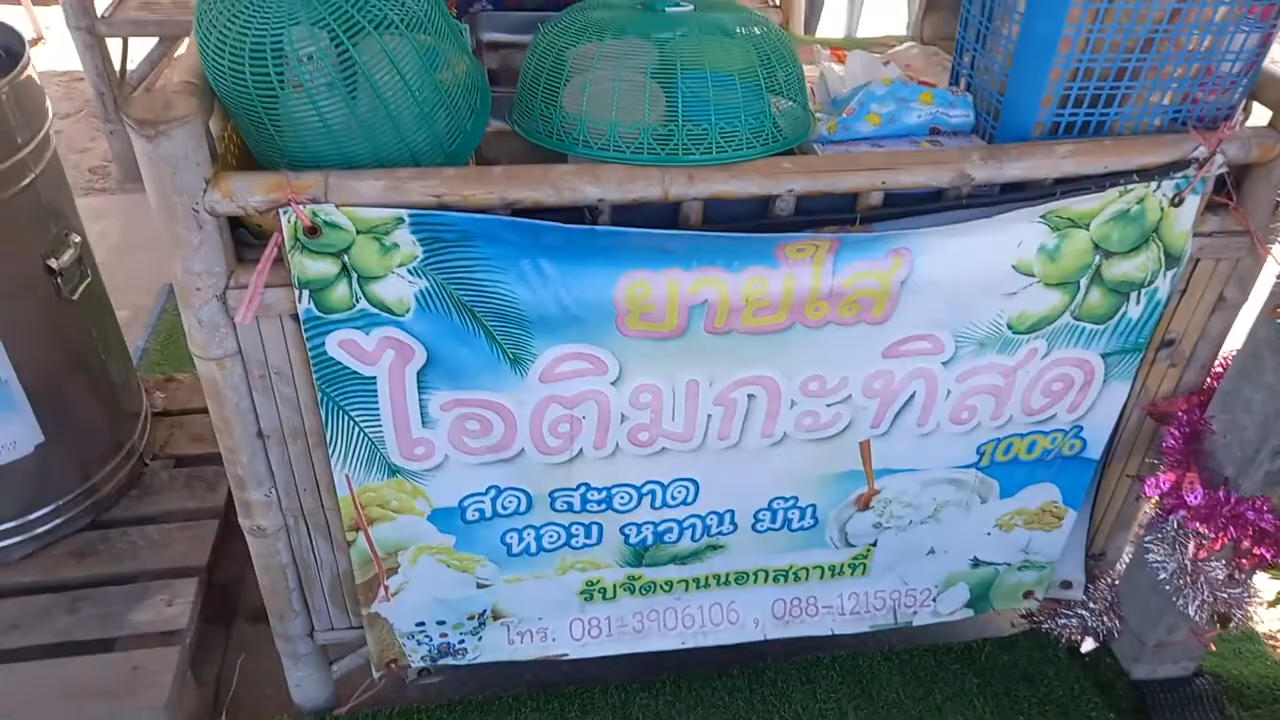 ยายใส
ไอติมกะทิสด
100%
สด สะอาด
หอม หวาน มัน
รับจัดงานนอกสถานที่
โทร. 081-3906106 , 088-1215952